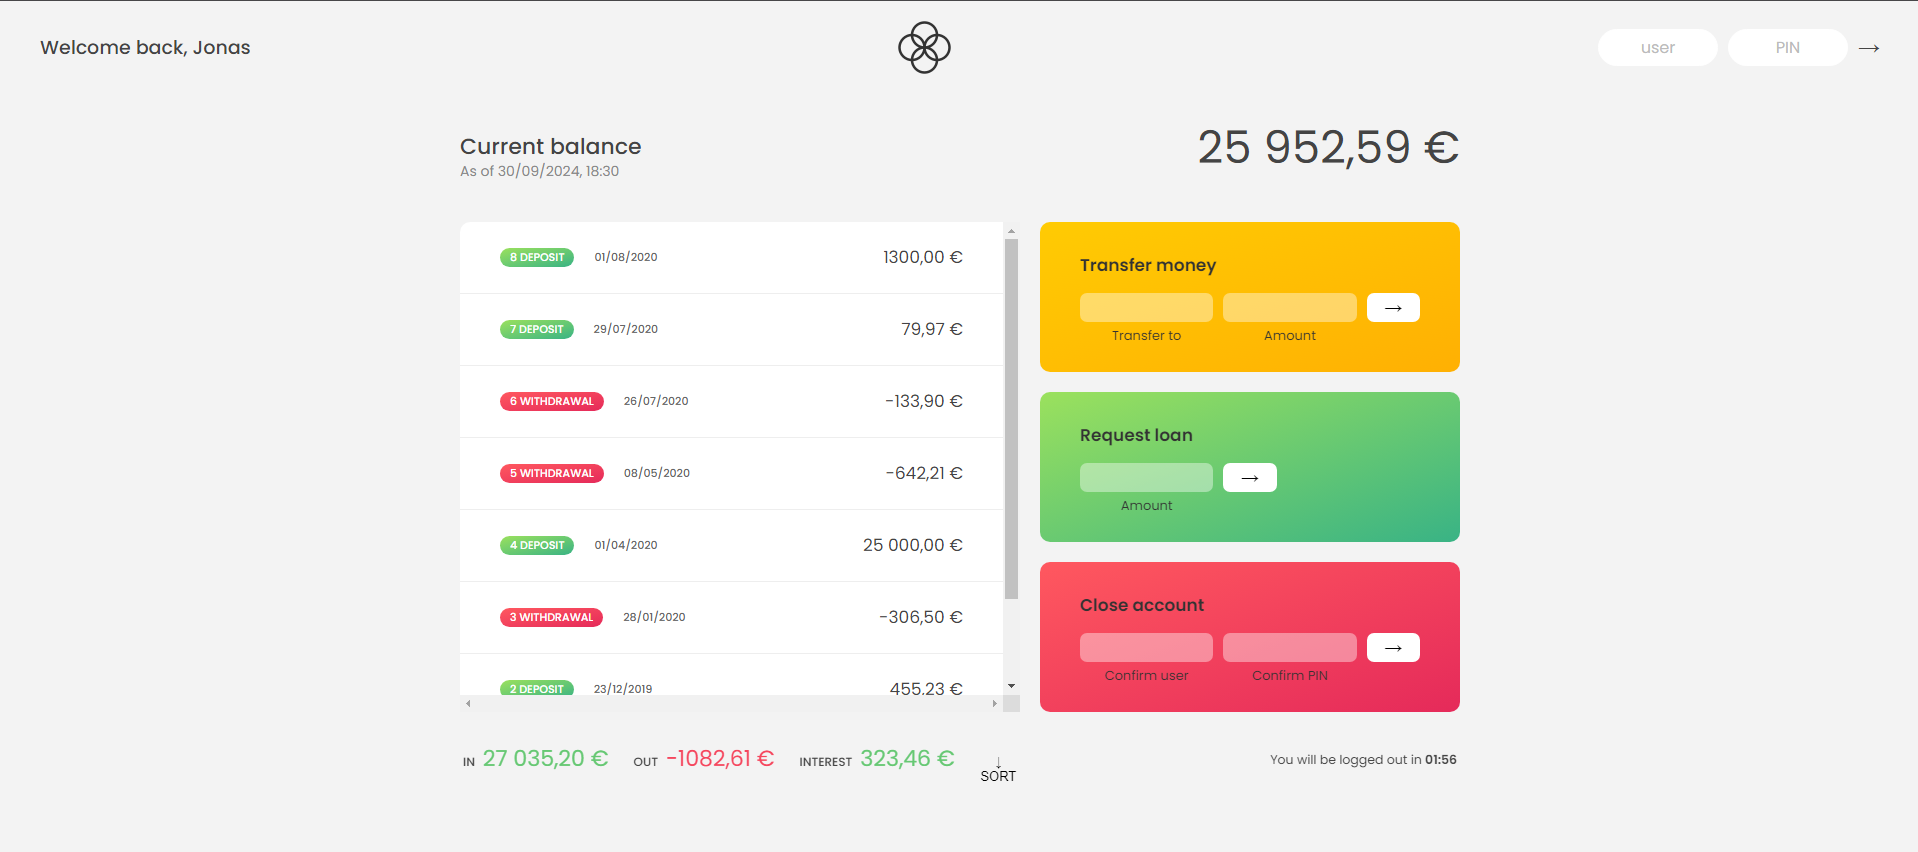 Welcome back, Jonas
user
PIN
→
Current balance
As of 30/09/2024, 18:30
25 952,59 €
8 DEPOSIT 01/08/2020 1300,00 €
7 DEPOSIT 29/07/2020 79,97 €
6 WITHDRAWAL 26/07/2020 -133,90 €
5 WITHDRAWAL 08/05/2020 -642,21 €
4 DEPOSIT 01/04/2020 25 000,00 €
3 WITHDRAWAL 28/01/2020 -306,50 €
2 DEPOSIT 23/12/2019 455,23 €
Transfer money
→
Transfer to Amount
Request loan
→
Amount
Close account
→
Confirm user Confirm PIN
IN 27 035,20 € OUT -1082,61 € INTEREST 323,46 €
↓
SORT
You will be logged out in 01:56